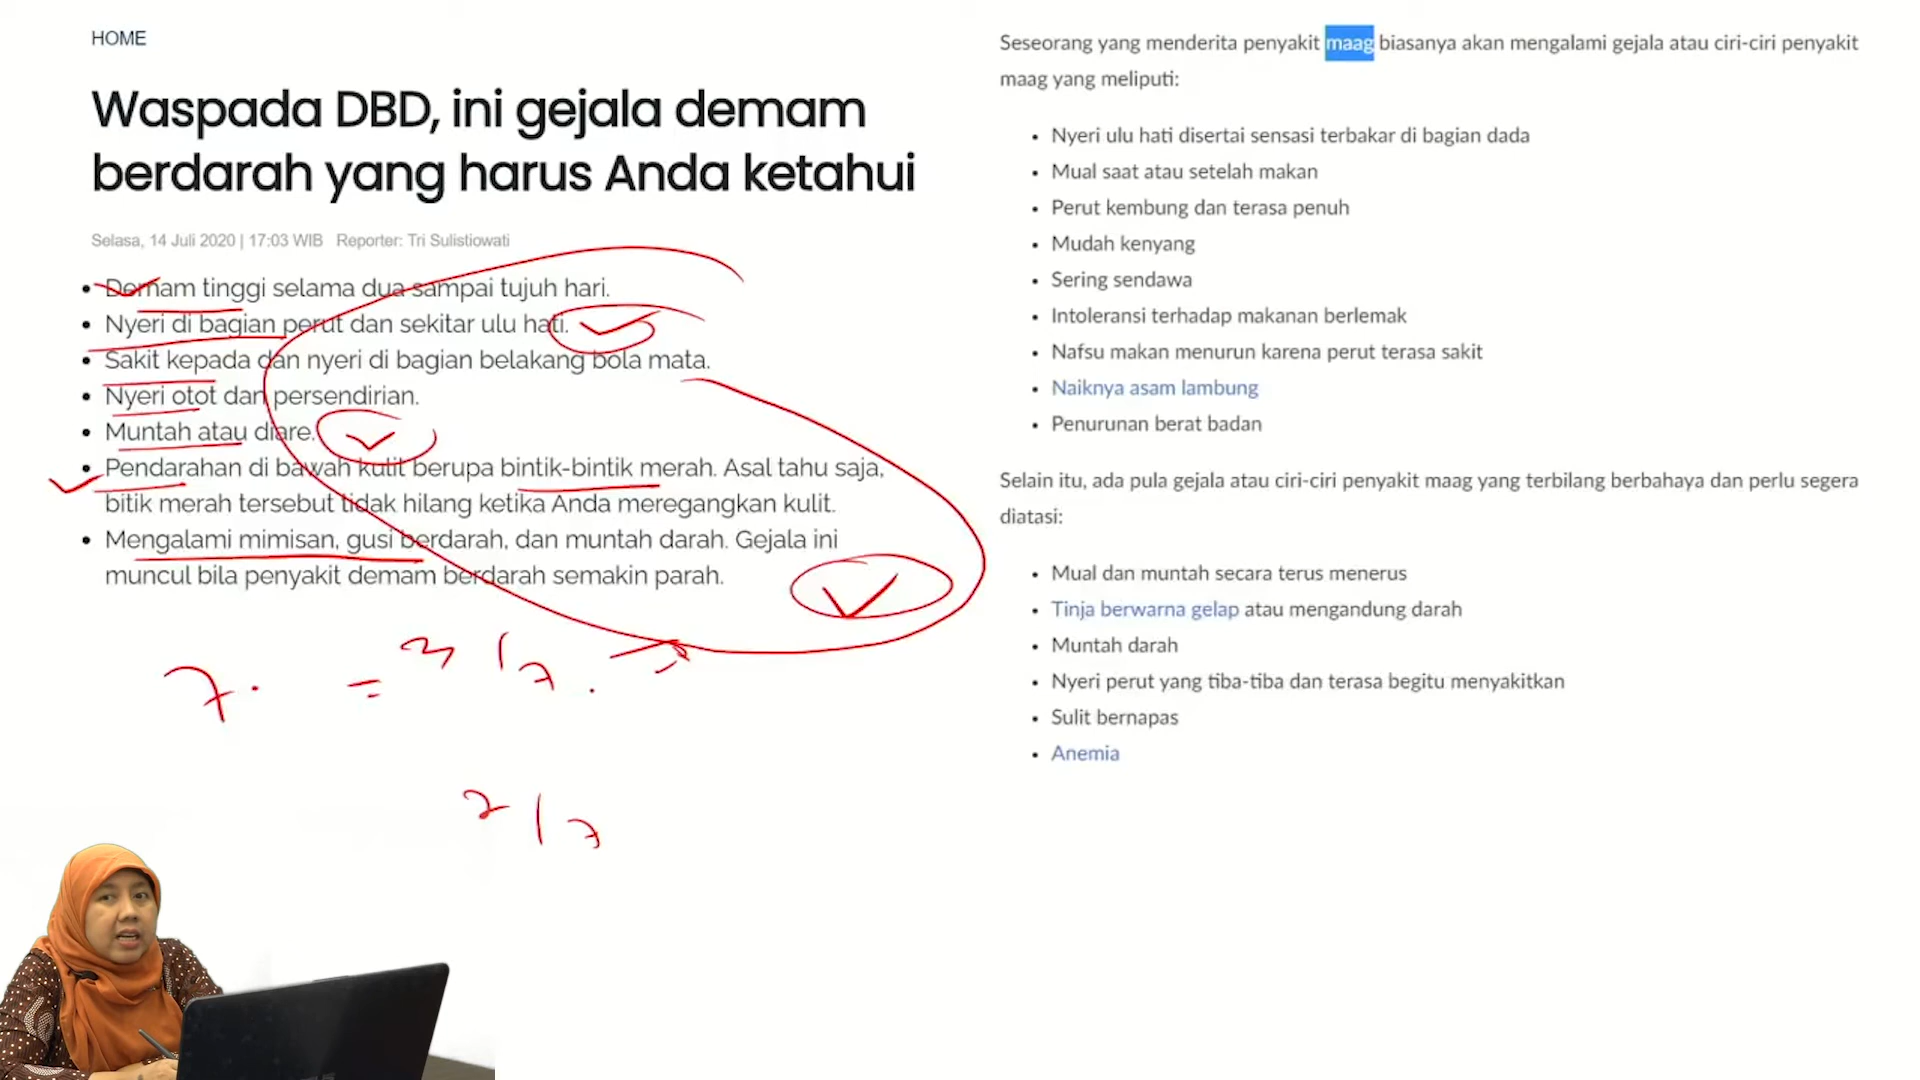 HOME
Waspada DBD, ini gejala demam
berdarah yang harus Anda ketahui
Selasa, 14 Juli 2020 | 17:03 WIB Reporter: Tri Sulistiowati
• Demam tinggi selama dua sampai tujuh hari.
• Nyeri di bagian perut dan sekitar ulu hati.
• Sakit kepada dan nyeri di bagian belakang bola mata.
• Nyeri otot dan persendirian.
• Muntah atau diare.
• Pendarahan di bawah kulit berupa bintik-bintik merah. Asal tahu saja,
bitik merah tersebut tidak hilang ketika Anda meregangkan kulit.
• Mengalami mimisan, gusi berdarah, dan muntah darah. Gejala ini
muncul bila penyakit demam berdarah semakin parah.
7. = 3/7.
2/7
Seseorang yang menderita penyakit maag biasanya akan mengalami gejala atau ciri-ciri penyakit
maag yang meliputi:
• Nyeri ulu hati disertai sensasi terbakar di bagian dada
• Mual saat atau setelah makan
• Perut kembung dan terasa penuh
• Mudah kenyang
• Sering sendawa
• Intoleransi terhadap makanan berlemak
• Nafsu makan menurun karena perut terasa sakit
• Naiknya asam lambung
• Penurunan berat badan
Selain itu, ada pula gejala atau ciri-ciri penyakit maag yang terbilang berbahaya dan perlu segera
diatasi:
• Mual dan muntah secara terus menerus
• Tinja berwarna gelap atau mengandung darah
• Muntah darah
• Nyeri perut yang tiba-tiba dan terasa begitu menyakitkan
• Sulit bernapas
• Anemia